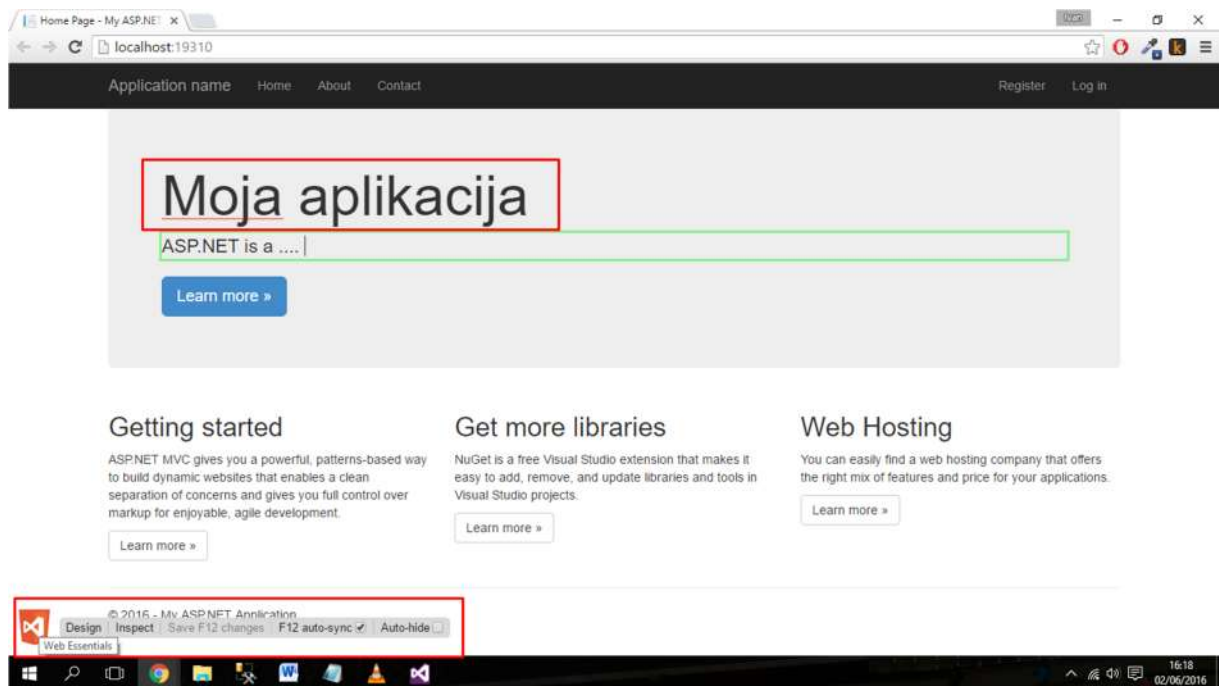 Home Page - My ASP.NET
Ivan
localhost:19310
Application name Home About Contact Register Log in
Moja aplikacija
ASP.NET is a ....
Learn more »
Getting started
ASP.NET MVC gives you a powerful, patterns-based way
to build dynamic websites that enables a clean
separation of concerns and gives you full control over
markup for enjoyable, agile development.
Learn more »
Get more libraries
NuGet is a free Visual Studio extension that makes it
easy to add, remove, and update libraries and tools in
Visual Studio projects.
Learn more »
Web Hosting
You can easily find a web hosting company that offers
the right mix of features and price for your applications.
Learn more »
© 2016 - My ASP.NET Application
Design Inspect Save F12 changes F12 auto-sync Auto-hide
Web Essentials
16:18
02/06/2016